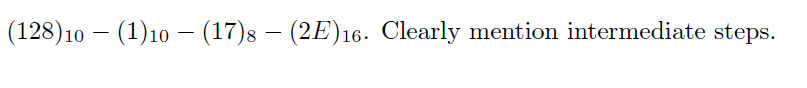 (128)₁₀ − (1)₁₀ − (17)₈ − (2E)₁₆. Clearly mention intermediate steps.